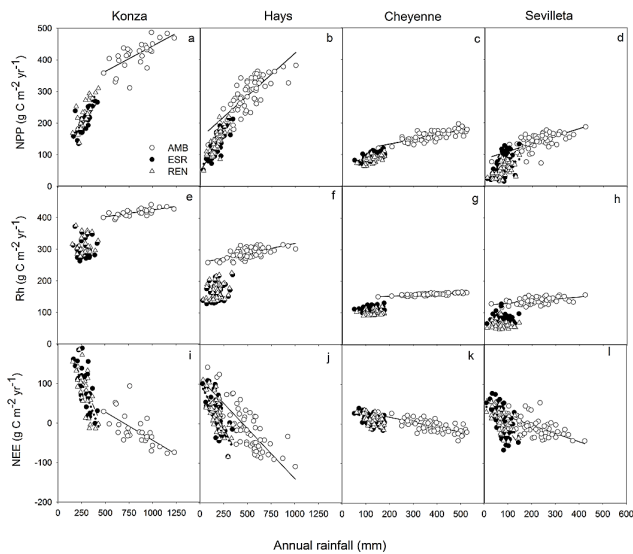 Konza Hays Cheyenne Sevilleta
500 a b c d
400
NPP (g C m−2 yr−1)
300
200
AMB
ESR
100
REN
0
e f g h
400
Rh (g C m−2 yr−1)
300
200
100
0
i j k l
100
NEE (g C m−2 yr−1)
0
-100
-200
0 250 500 750 1000 1250 0 250 500 750 1000 0 100 200 300 400 500 0 100 200 300 400 500 600
Annual rainfall (mm)